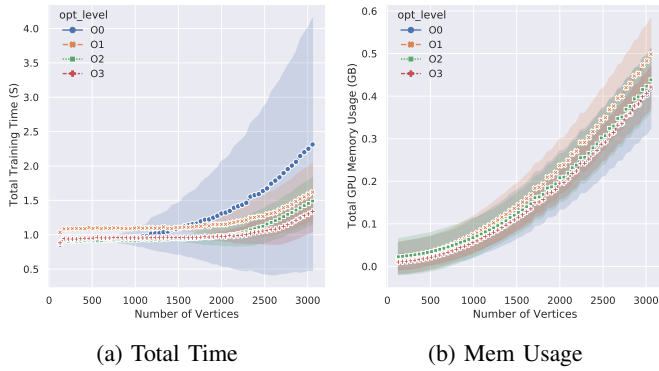 opt_level
O0
O1
O2
O3
4.0
3.5
3.0
2.5
2.0
1.5
1.0
0.5
Total Training Time (S)
0 500 1000 1500 2000 2500 3000
Number of Vertices
(a) Total Time
opt_level
O0
O1
O2
O3
0.6
0.5
0.4
0.3
0.2
0.1
0.0
Total GPU Memory Usage (GB)
0 500 1000 1500 2000 2500 3000
Number of Vertices
(b) Mem Usage